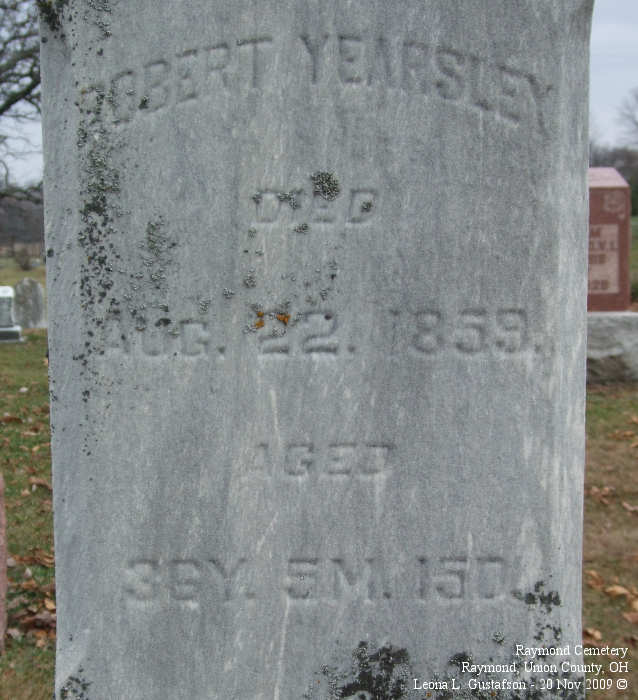 ROBERT YEARSLEY
DIED
AUG. 22. 1859.
AGED
36Y. 5M. 15D.
Raymond Cemetery
Raymond, Union County, OH
Leona L. Gustafson - 20 Nov 2009 ©